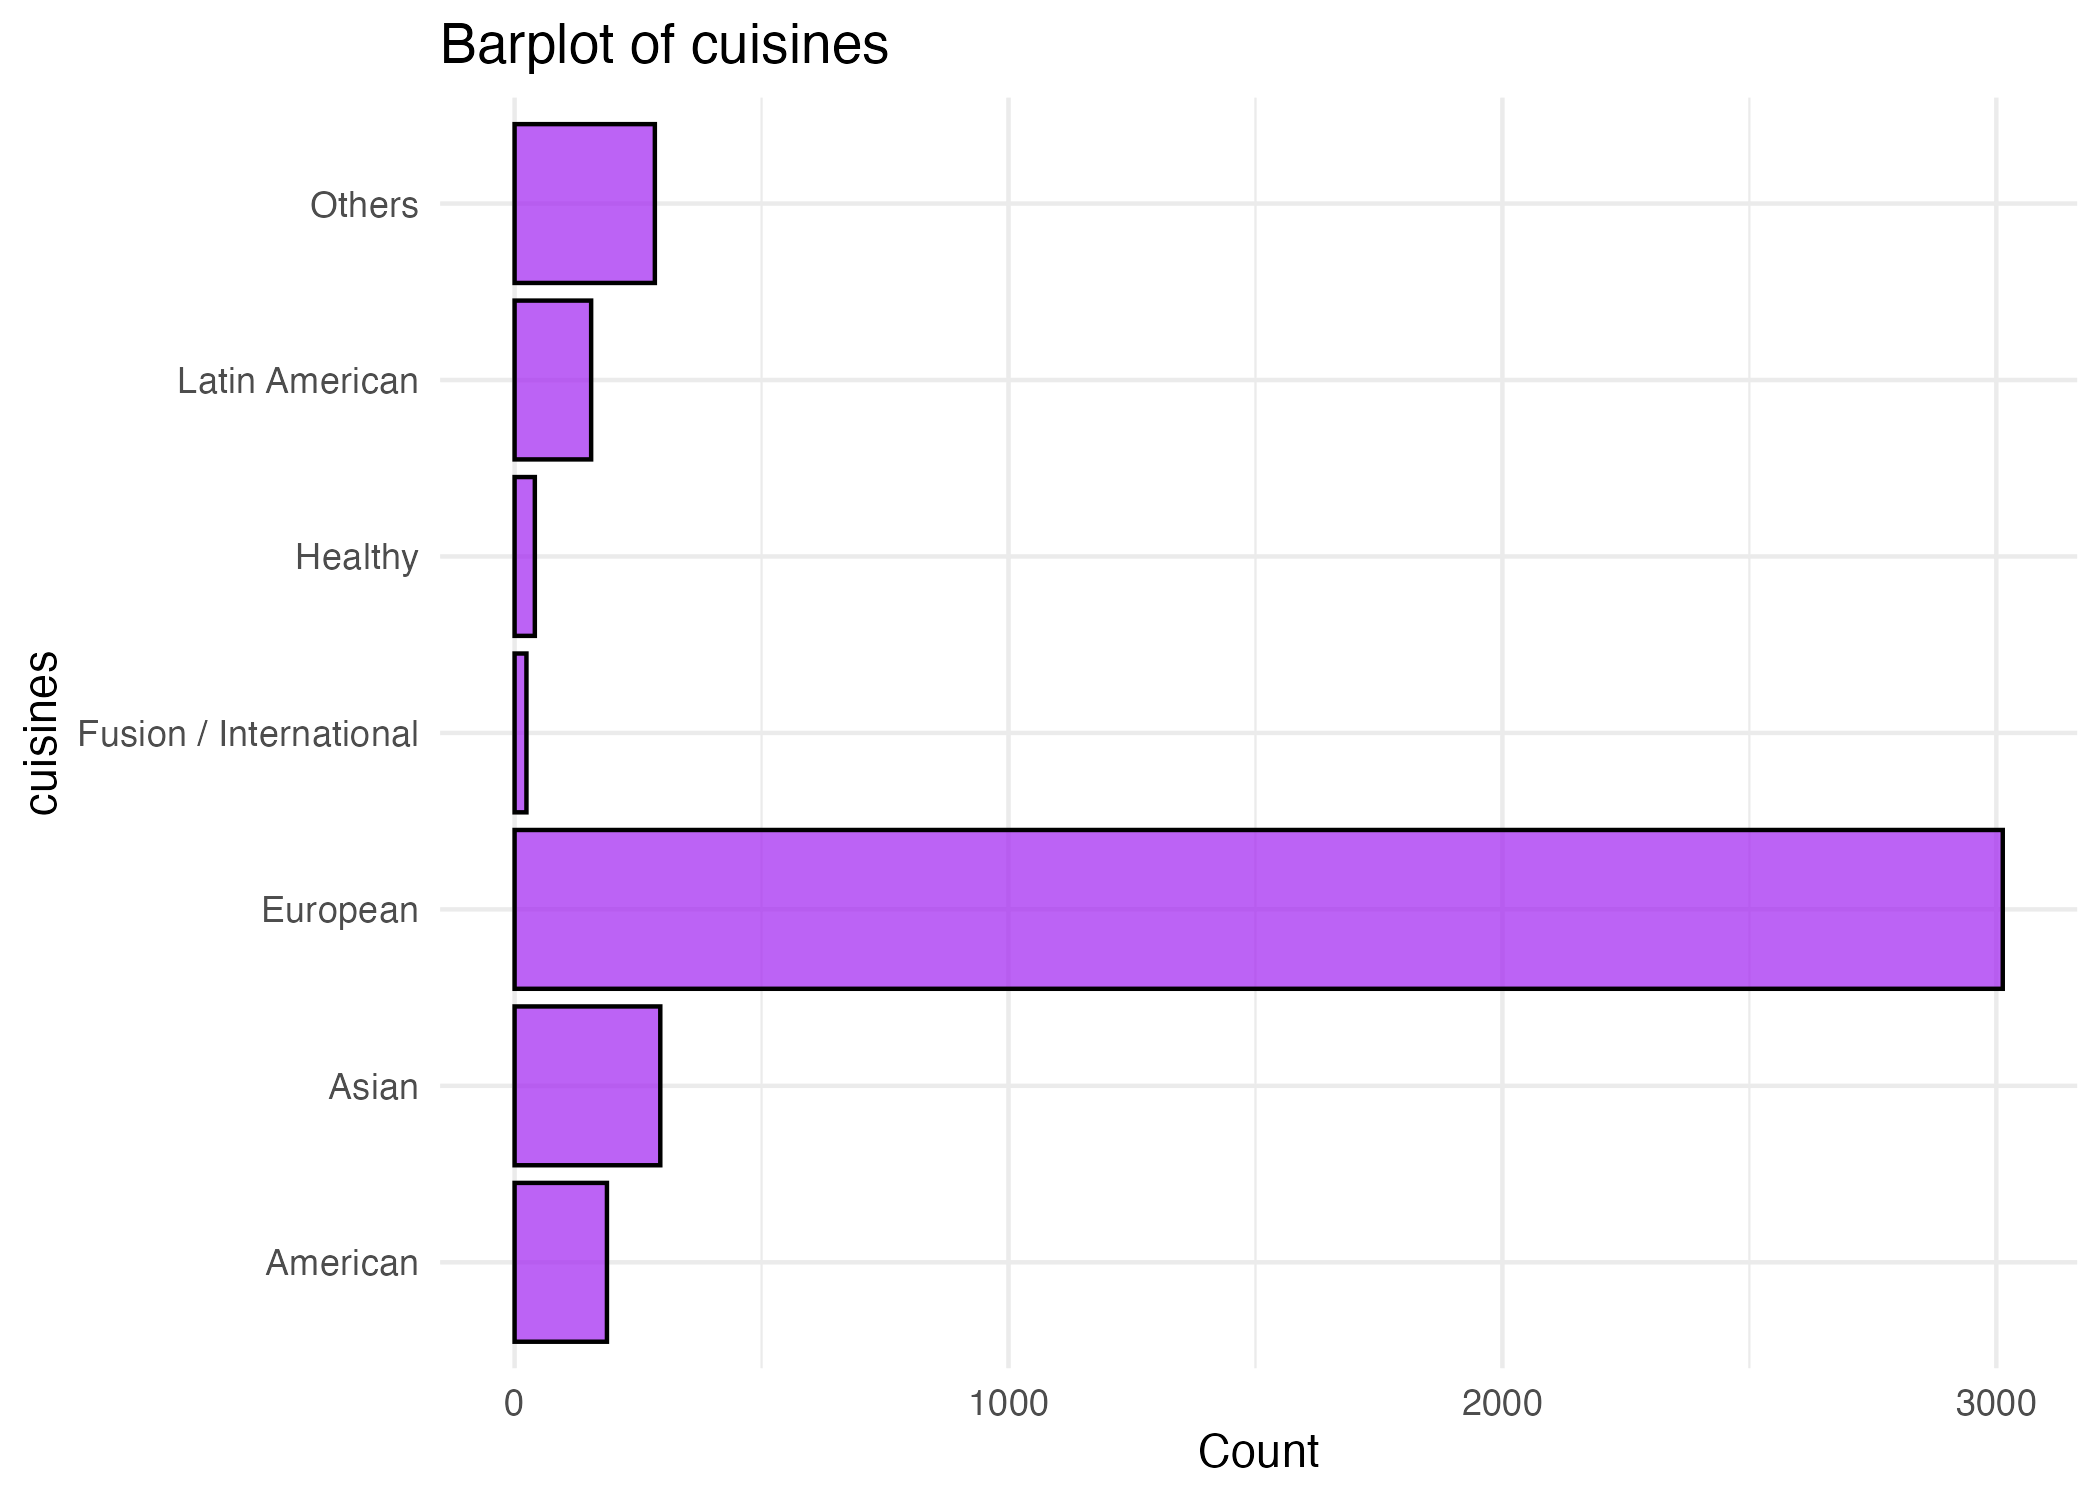 Barplot of cuisines
cuisines
Others
Latin American
Healthy
Fusion / International
European
Asian
American
0 1000 2000 3000
Count